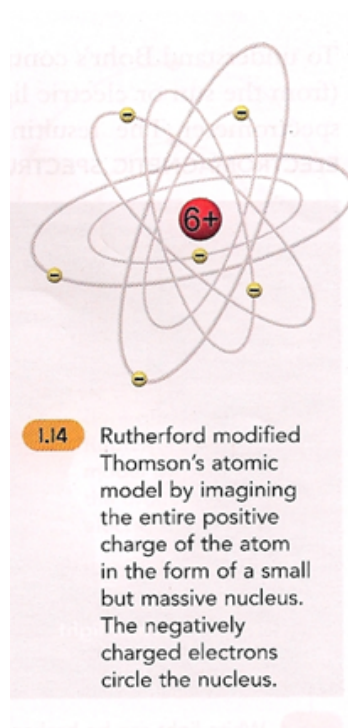 6+
1.14 Rutherford modified
Thomson's atomic
model by imagining
the entire positive
charge of the atom
in the form of a small
but massive nucleus.
The negatively
charged electrons
circle the nucleus.